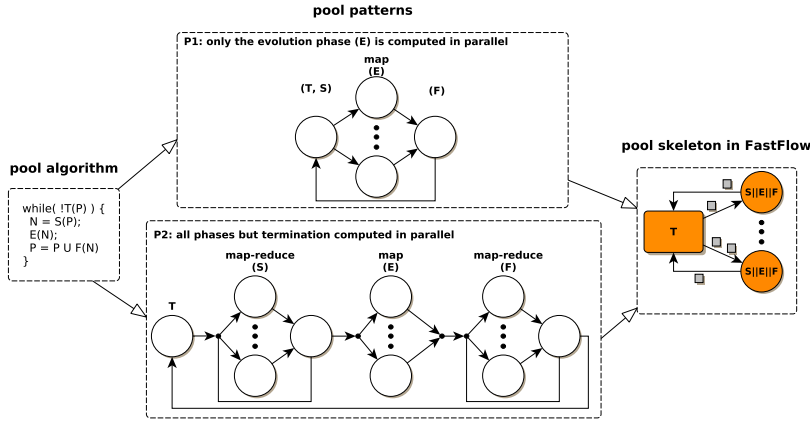 pool patterns
P1: only the evolution phase (E) is computed in parallel
map
(E)
(T, S)
(F)
pool algorithm
while( !T(P) ) {
N = S(P);
E(N);
P = P U F(N)
}
P2: all phases but termination computed in parallel
map-reduce
(S)
map
(E)
map-reduce
(F)
T
pool skeleton in FastFlow
S||E||F
T
S||E||F